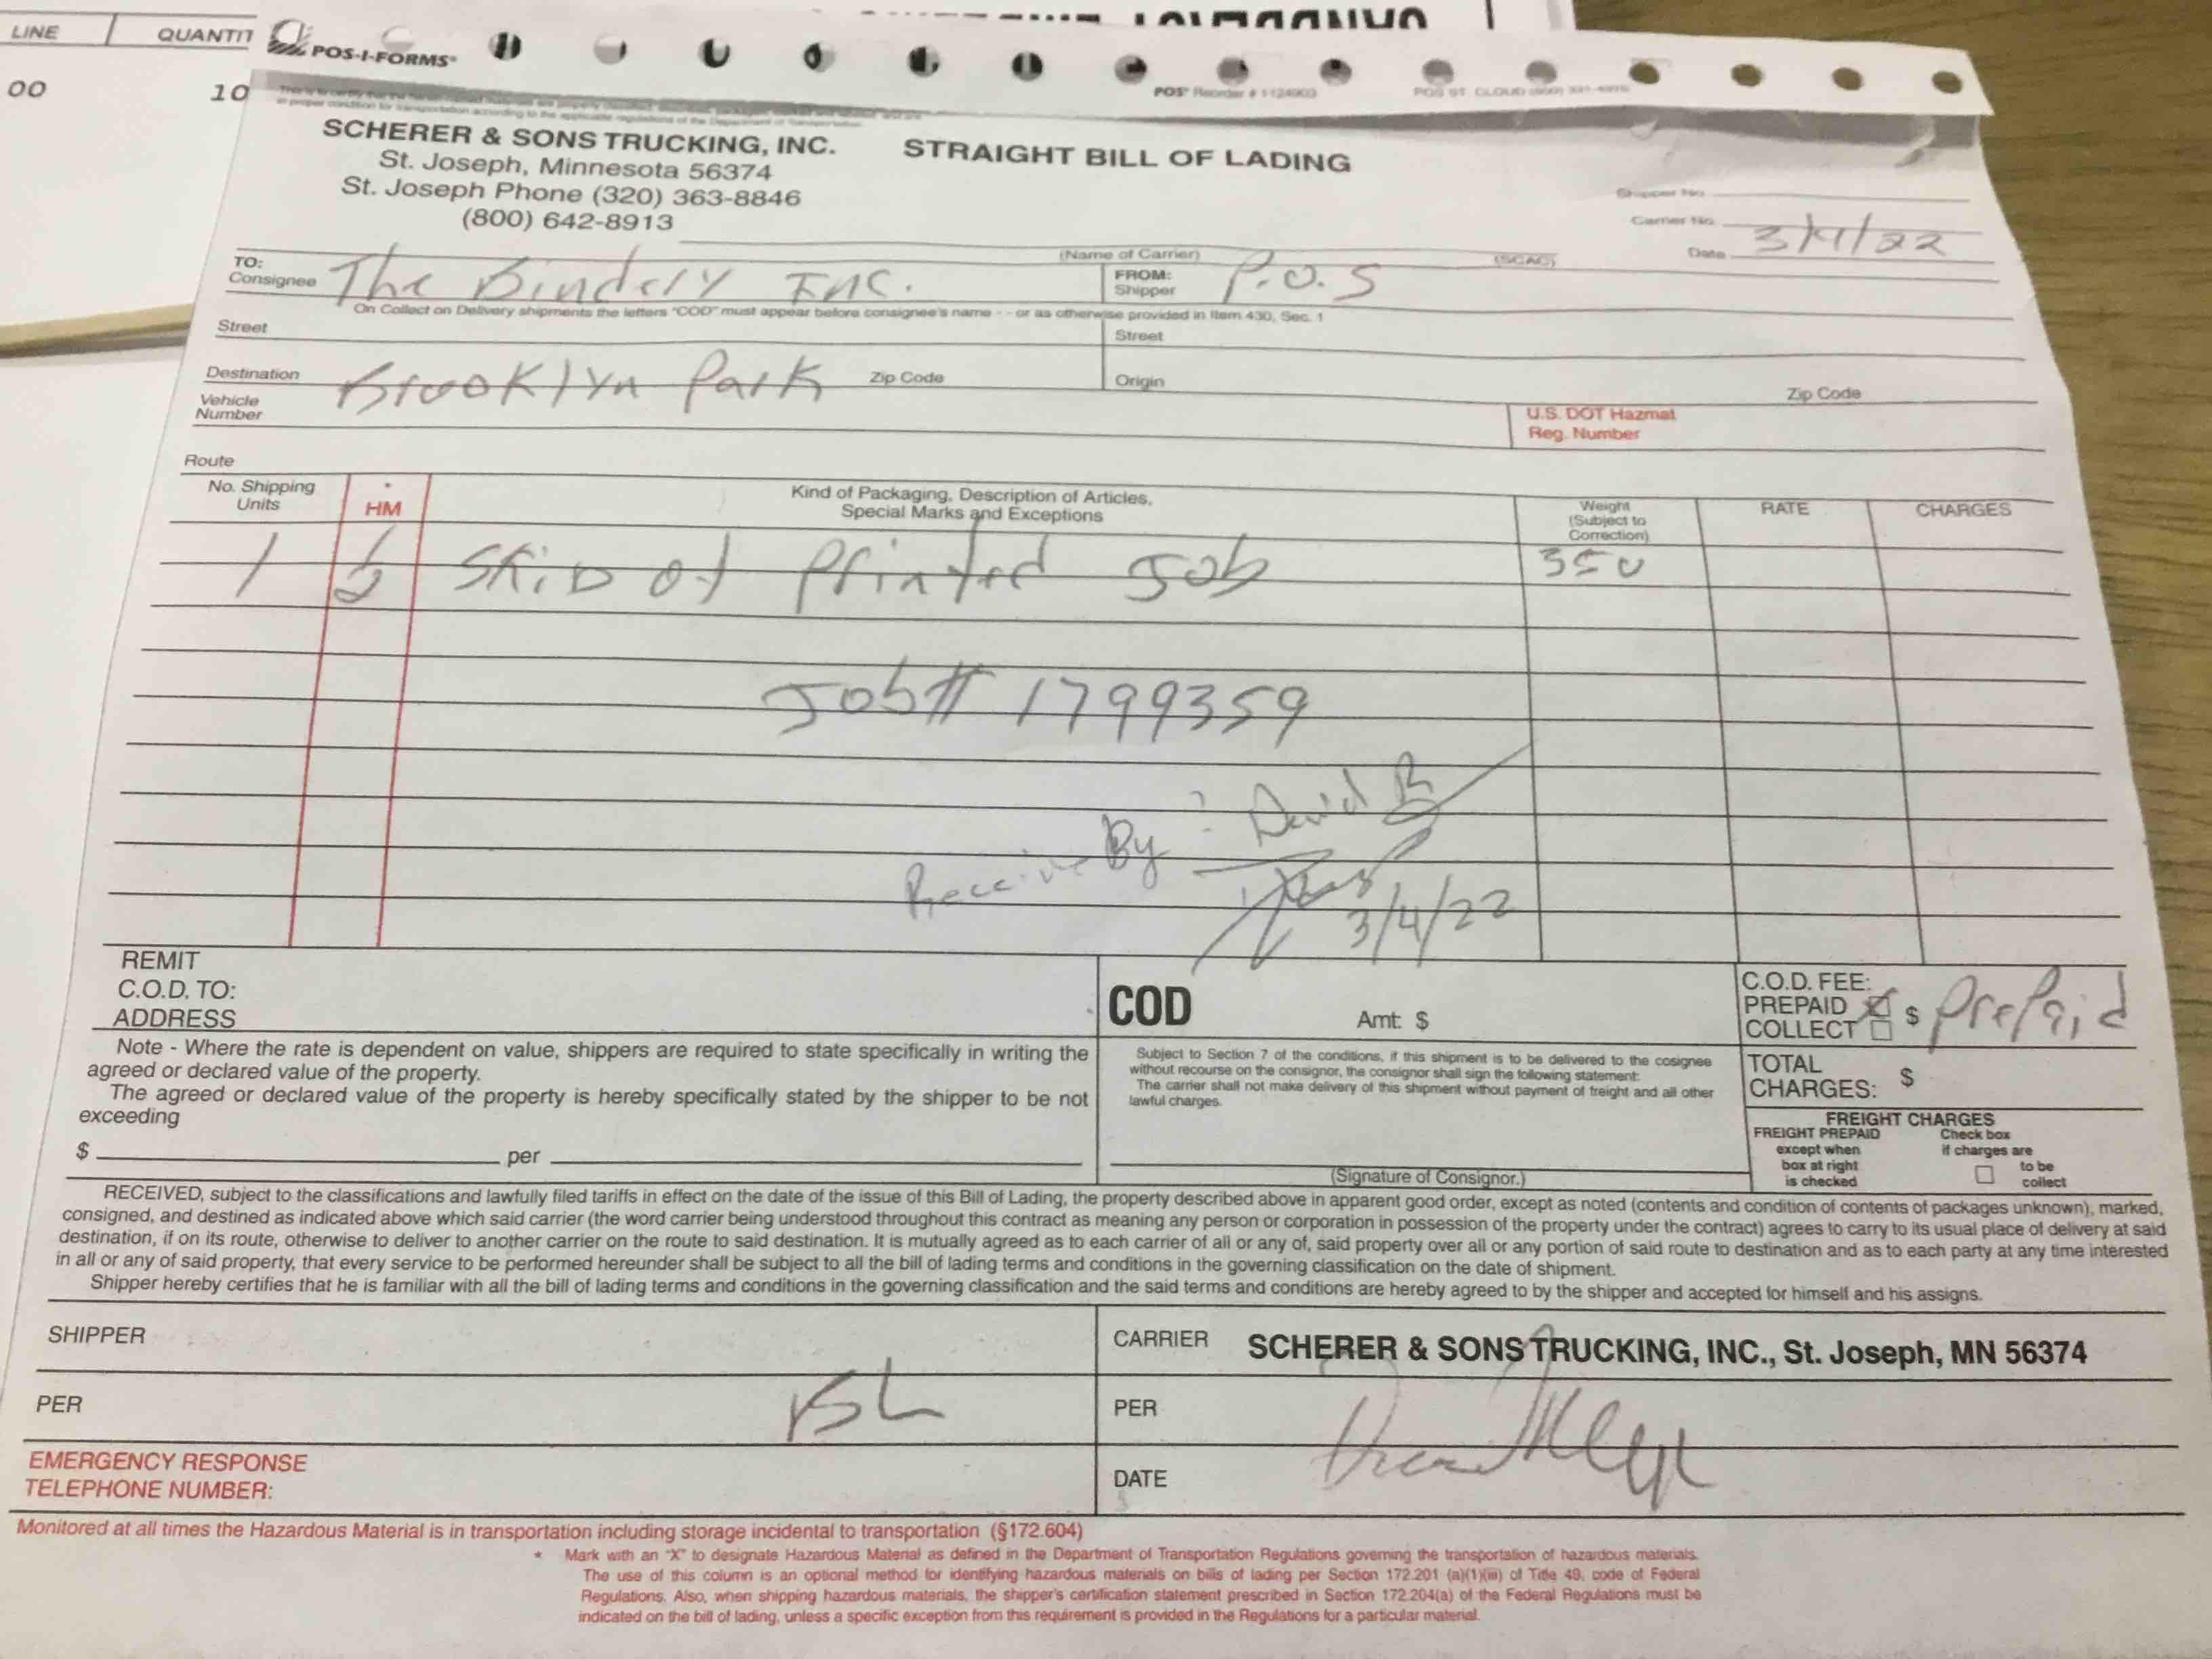 LINE QUANTIT
POS-I-FORMS
00 10
POS Reorder # 1124903
SCHERER & SONS TRUCKING, INC.
STRAIGHT BILL OF LADING
St. Joseph, Minnesota 56374
St. Joseph Phone (320) 363-8846
(800) 642-8913
Shipper No.
Carrier No.
Date
/22
(Name of Carrier)
(SCAC)
TO:
Consignee The Bindery Inc.
FROM:
Shipper P.O.S
On Collect on Delivery shipments the letters "COD" must appear before consignee's name - - or as otherwise provided in Item 430, Sec. 1
Street
Street
Destination Brooklyn Park Zip Code
Origin Zip Code
Vehicle
Number
U.S. DOT Hazmat
Reg. Number
Route
No. Shipping
Units
*
HM
Kind of Packaging, Description of Articles,
Special Marks and Exceptions
Weight
(Subject to
Correction)
RATE
CHARGES
1 1/2 Skid of Printed Job 350
Job# 1799359
Receive By : David B
3/4/22
REMIT
C.O.D. TO:
ADDRESS
COD Amt: $
C.O.D. FEE:
PREPAID
COLLECT
$ Prepaid
Note - Where the rate is dependent on value, shippers are required to state specifically in writing the
agreed or declared value of the property.
The agreed or declared value of the property is hereby specifically stated by the shipper to be not
exceeding
$ per
Subject to Section 7 of the conditions, if this shipment is to be delivered to the cosignee
without recourse on the consignor, the consignor shall sign the following statement:
The carrier shall not make delivery of this shipment without payment of freight and all other
lawful charges.
(Signature of Consignor.)
TOTAL
CHARGES: $
FREIGHT CHARGES
FREIGHT PREPAID
except when
box at right
is checked
Check box
if charges are
to be
collect
RECEIVED, subject to the classifications and lawfully filed tariffs in effect on the date of the issue of this Bill of Lading, the property described above in apparent good order, except as noted (contents and condition of contents of packages unknown), marked,
consigned, and destined as indicated above which said carrier (the word carrier being understood throughout this contract as meaning any person or corporation in possession of the property under the contract) agrees to carry to its usual place of delivery at said
destination, if on its route, otherwise to deliver to another carrier on the route to said destination. It is mutually agreed as to each carrier of all or any of, said property over all or any portion of said route to destination and as to each party at any time interested
in all or any of said property, that every service to be performed hereunder shall be subject to all the bill of lading terms and conditions in the governing classification on the date of shipment.
Shipper hereby certifies that he is familiar with all the bill of lading terms and conditions in the governing classification and the said terms and conditions are hereby agreed to by the shipper and accepted for himself and his assigns.
SHIPPER
CARRIER SCHERER & SONS TRUCKING, INC., St. Joseph, MN 56374
PER BL
PER
EMERGENCY RESPONSE
TELEPHONE NUMBER:
DATE
Monitored at all times the Hazardous Material is in transportation including storage incidental to transportation (§172.604)
* Mark with an "X" to designate Hazardous Material as defined in the Department of Transportation Regulations governing the transportation of hazardous materials.
The use of this column is an optional method for identifying hazardous materials on bills of lading per Section 172.201 (a)(1)(iii) of Title 49, code of Federal
Regulations. Also, when shipping hazardous materials, the shipper's certification statement prescribed in Section 172.204(a) of the Federal Regulations must be
indicated on the bill of lading, unless a specific exception from this requirement is provided in the Regulations for a particular material.